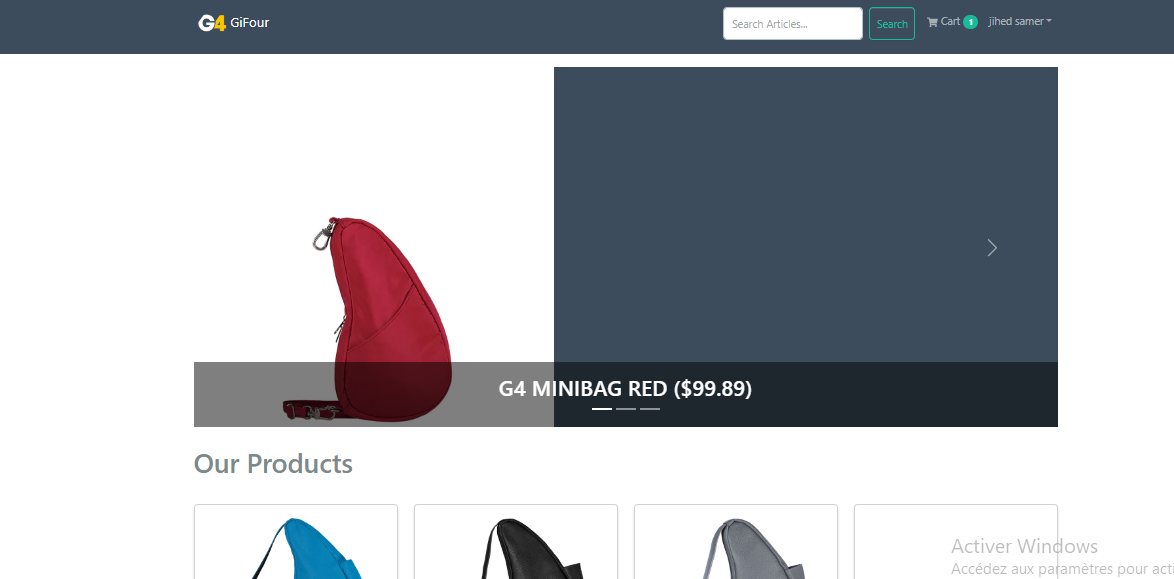 G4 GiFour
Search Articles...
Search
Cart 1
jihed samer
G4 MINIBAG RED ($99.89)
Our Products
Activer Windows
Accédez aux paramètres pour